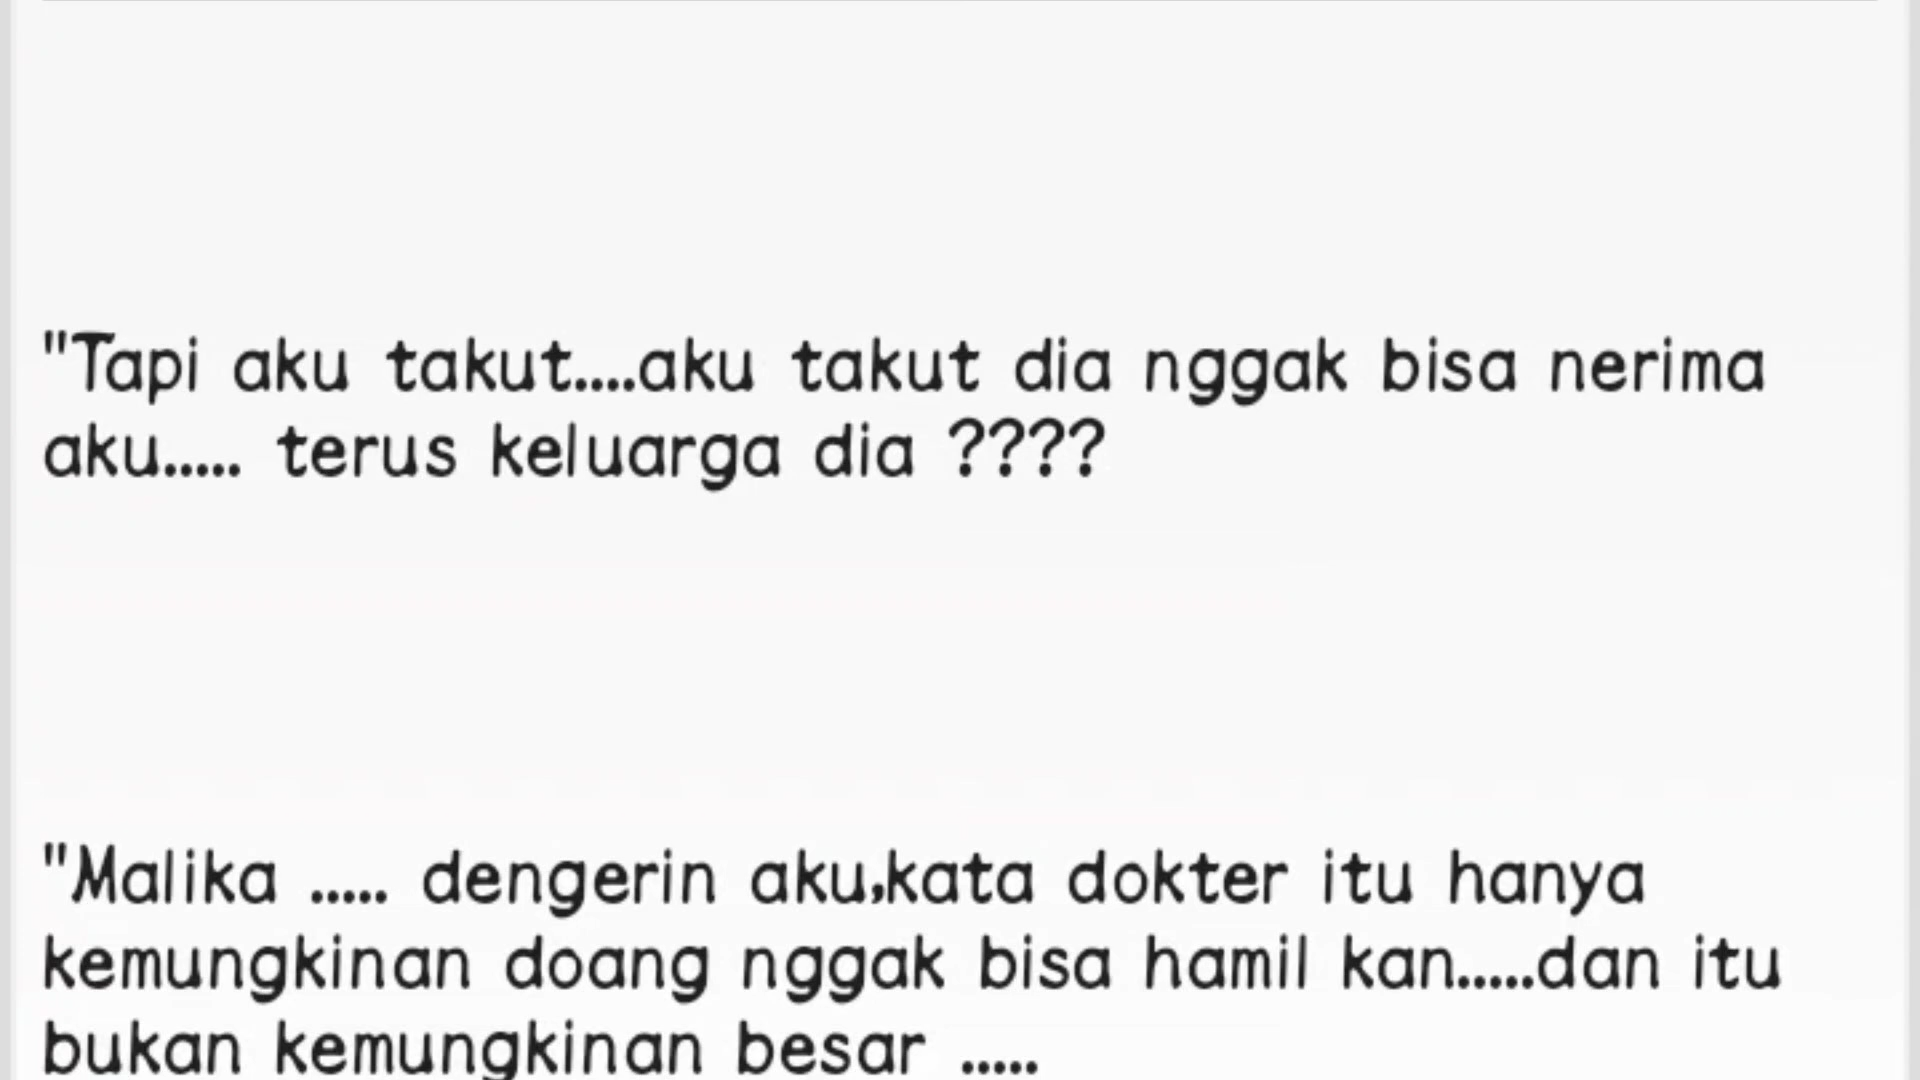 "Tapi aku takut....aku takut dia nggak bisa nerima
aku..... terus keluarga dia ????
"Malika ..... dengerin aku,kata dokter itu hanya
kemungkinan doang nggak bisa hamil kan.....dan itu
bukan kemungkinan besar .....